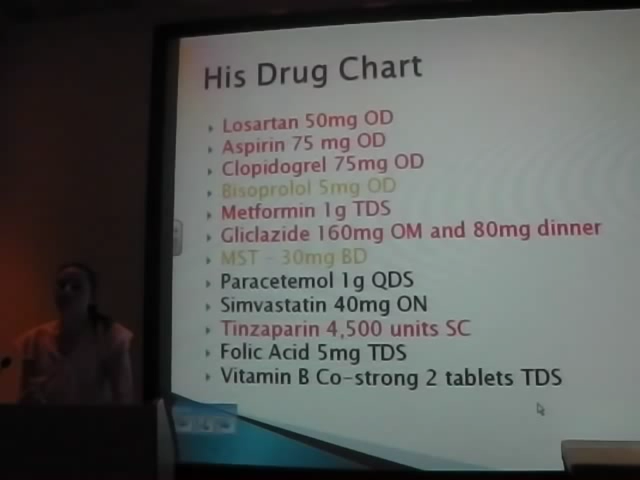 His Drug Chart
Losartan 50mg OD
Aspirin 75 mg OD
Clopidogrel 75mg OD
Bisoprolol 5mg OD
Metformin 1g TDS
Gliclazide 160mg OM and 80mg dinner
MST - 30mg BD
Paracetemol 1g QDS
Simvastatin 40mg ON
Tinzaparin 4,500 units SC
Folic Acid 5mg TDS
Vitamin B Co-strong 2 tablets TDS